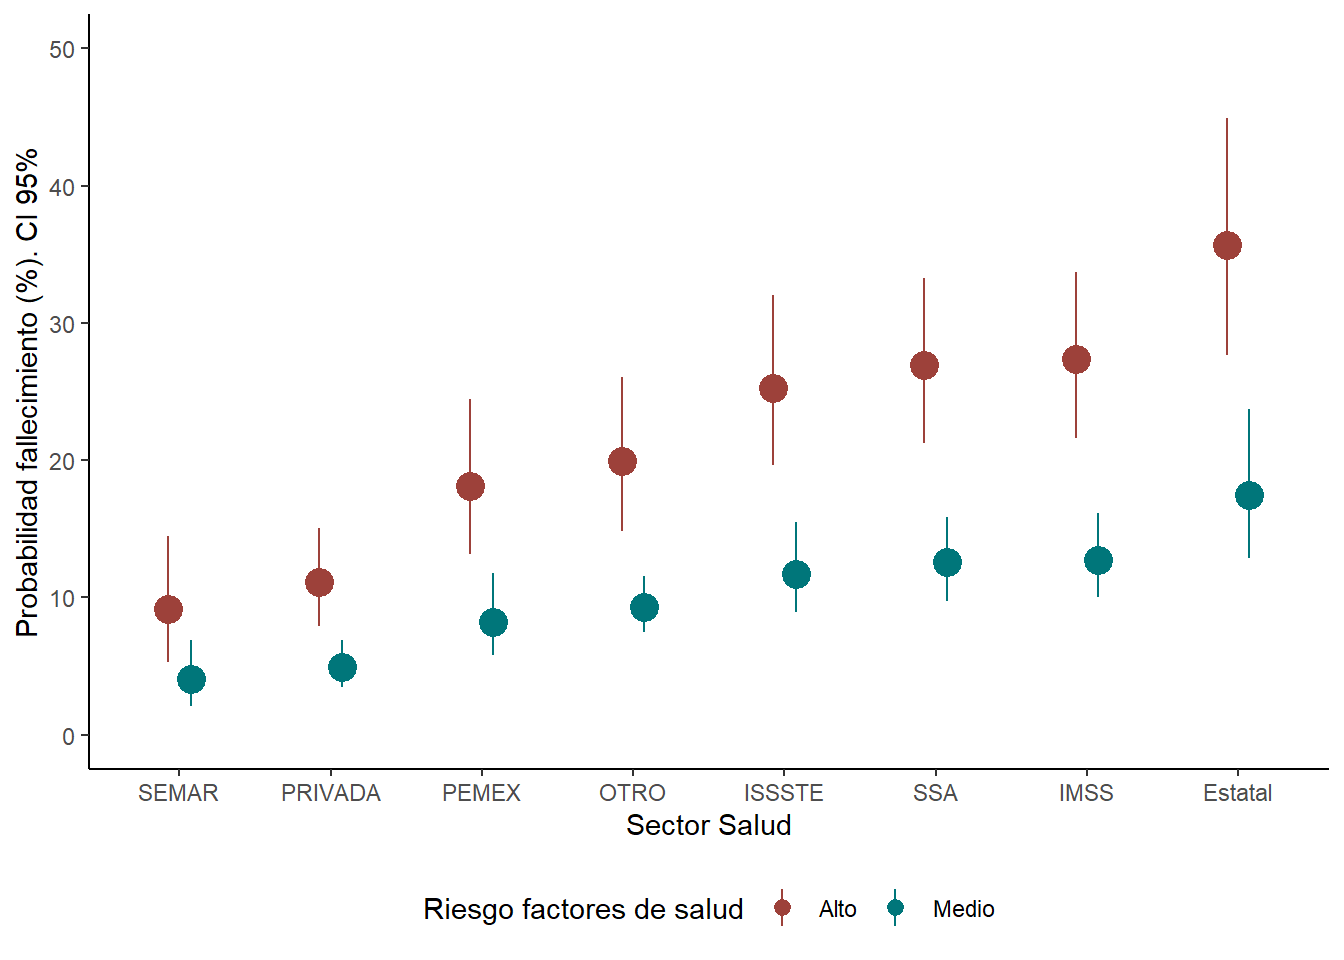 Probabilidad fallecimiento (%). CI 95%
50
40
30
20
10
0
SEMAR PRIVADA PEMEX OTRO ISSSTE SSA IMSS Estatal
Sector Salud
Riesgo factores de salud Alto Medio